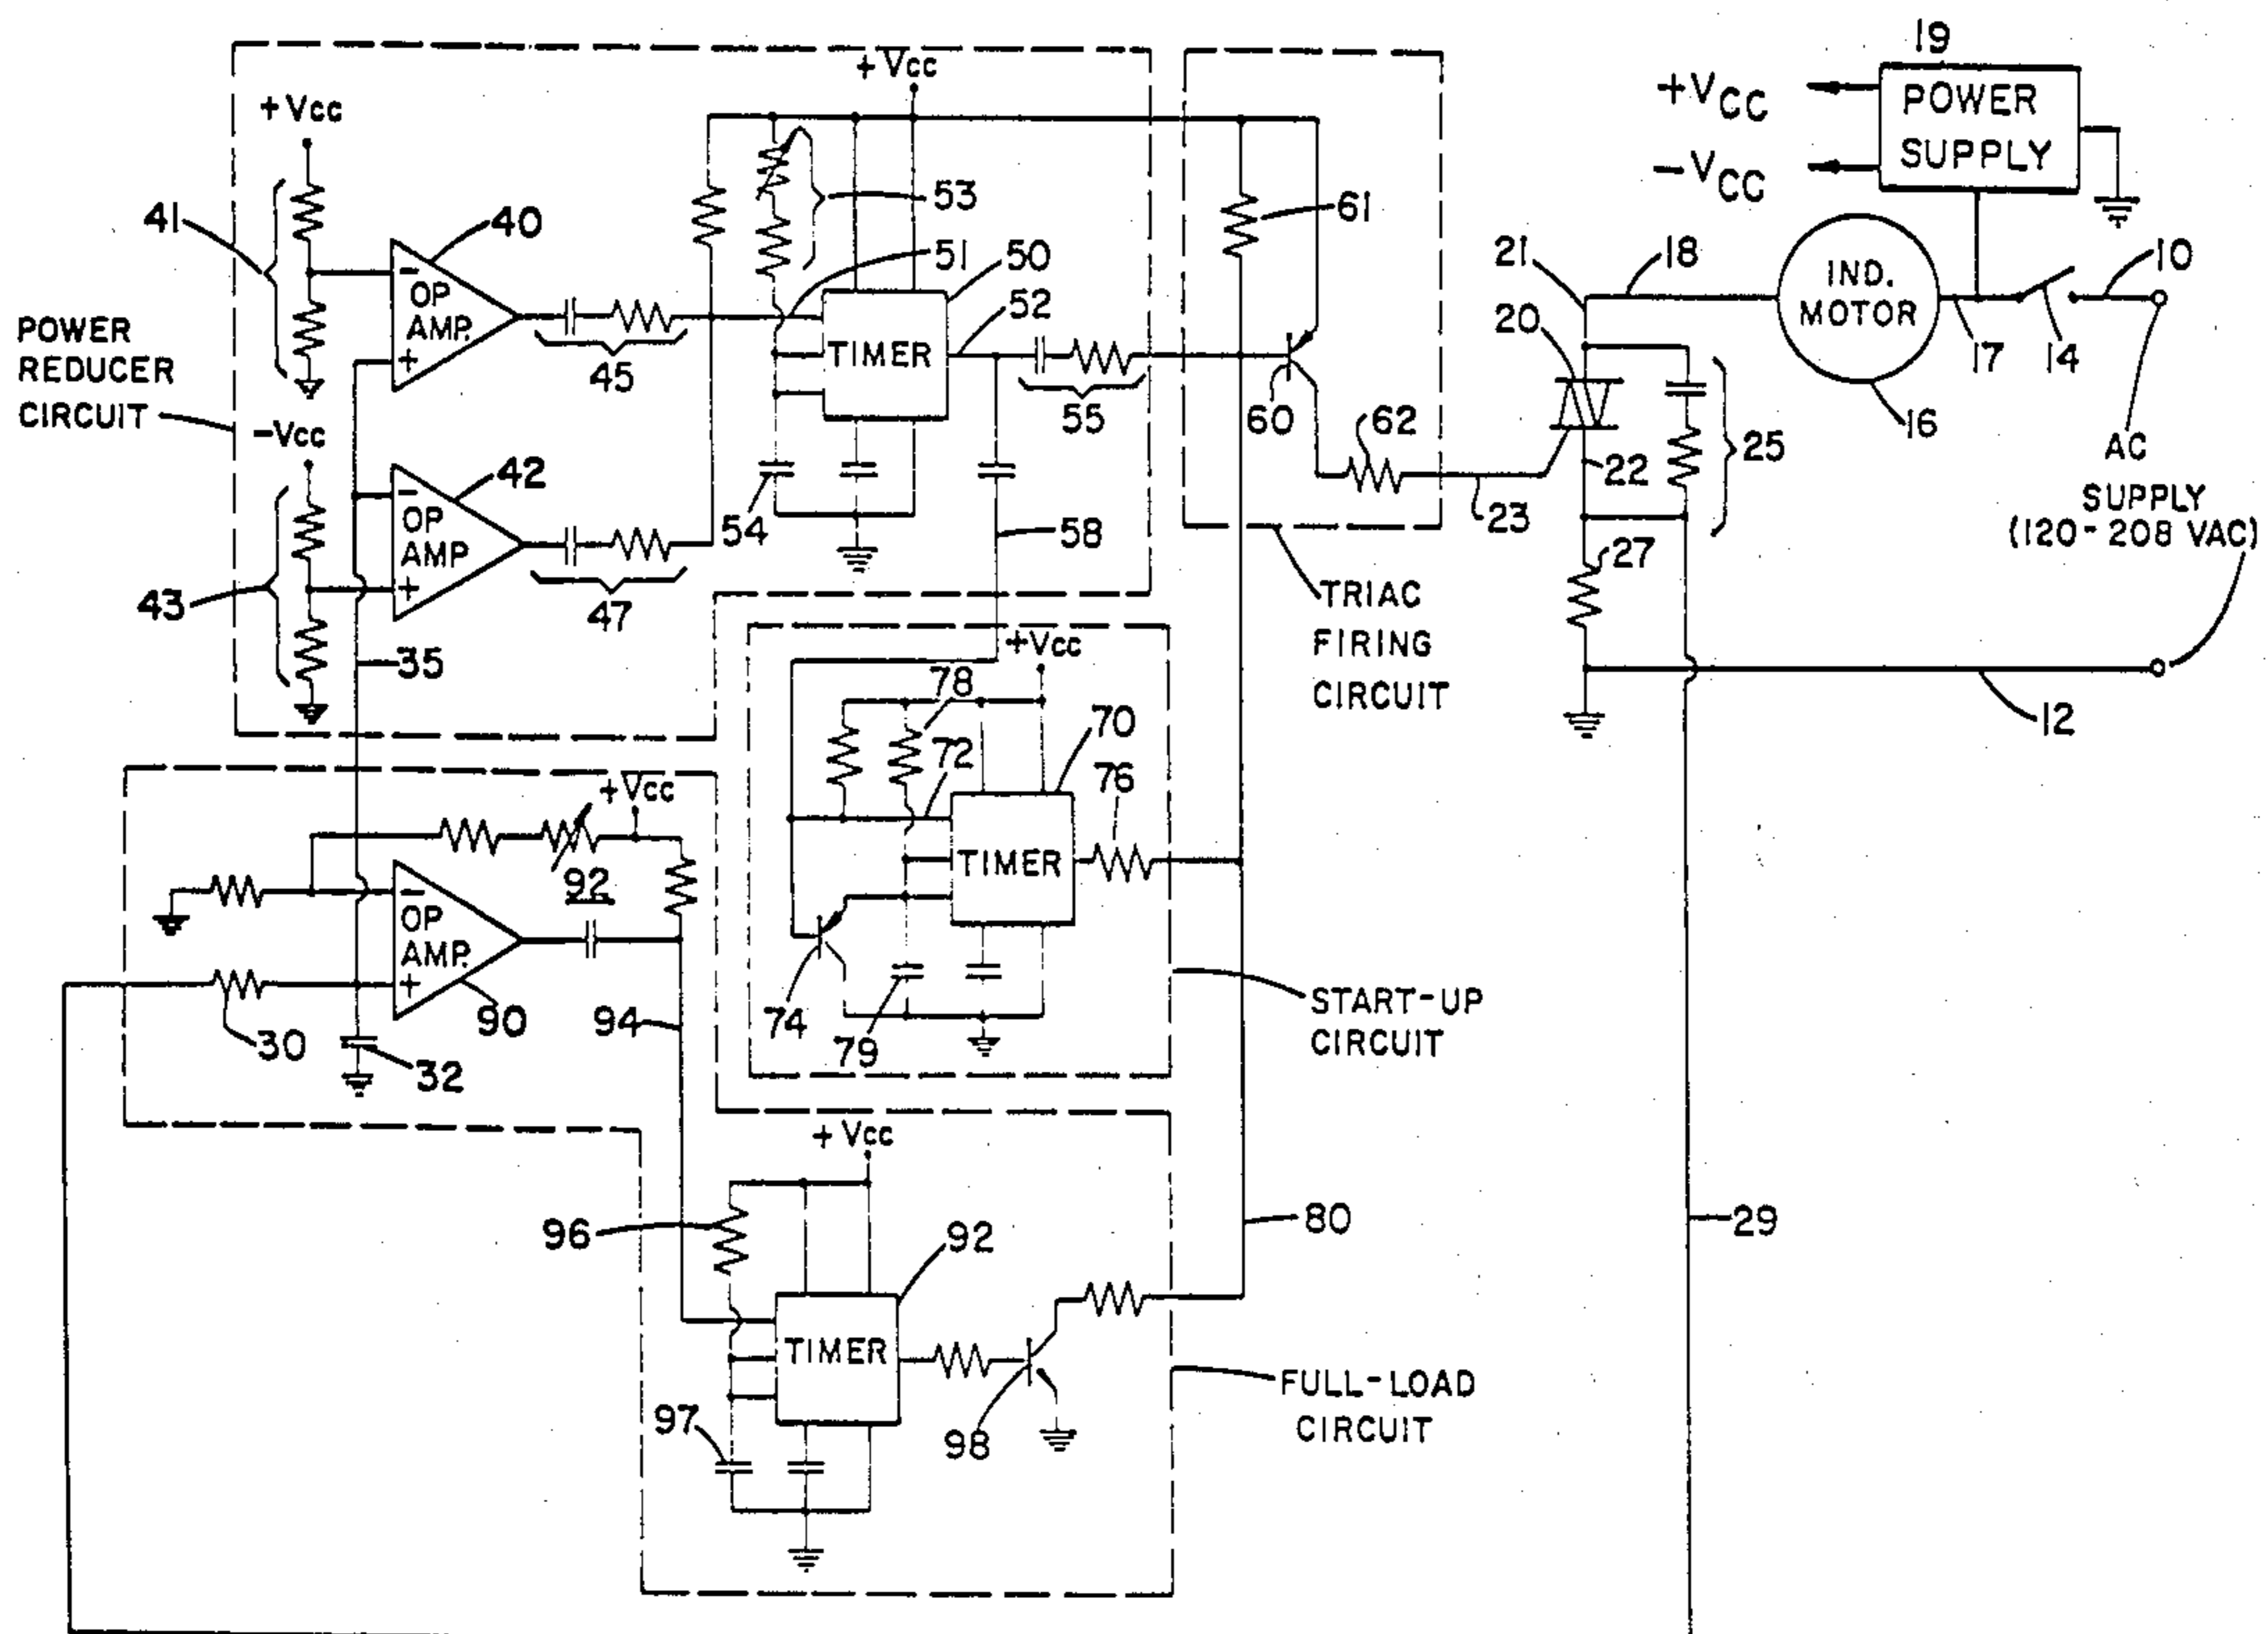 19
+Vcc
+VCC
POWER
SUPPLY
-VCC
+Vcc
41
40
53
61
-
OP
AMP.
+
51
50
21
18
IND.
MOTOR
10
52
20
17
14
16
POWER
REDUCER
CIRCUIT
TIMER
45
55
60
62
25
AC
SUPPLY
(120-208 VAC)
-Vcc
42
-
OP
AMP
+
54
58
22
23
27
43
47
TRIAC
FIRING
CIRCUIT
35
+Vcc
78
72
70
76
12
+Vcc
92
-
OP
AMP.
+
TIMER
90
94
74
79
START-UP
CIRCUIT
30
32
+Vcc
96
92
80
29
TIMER
97
98
FULL-LOAD
CIRCUIT